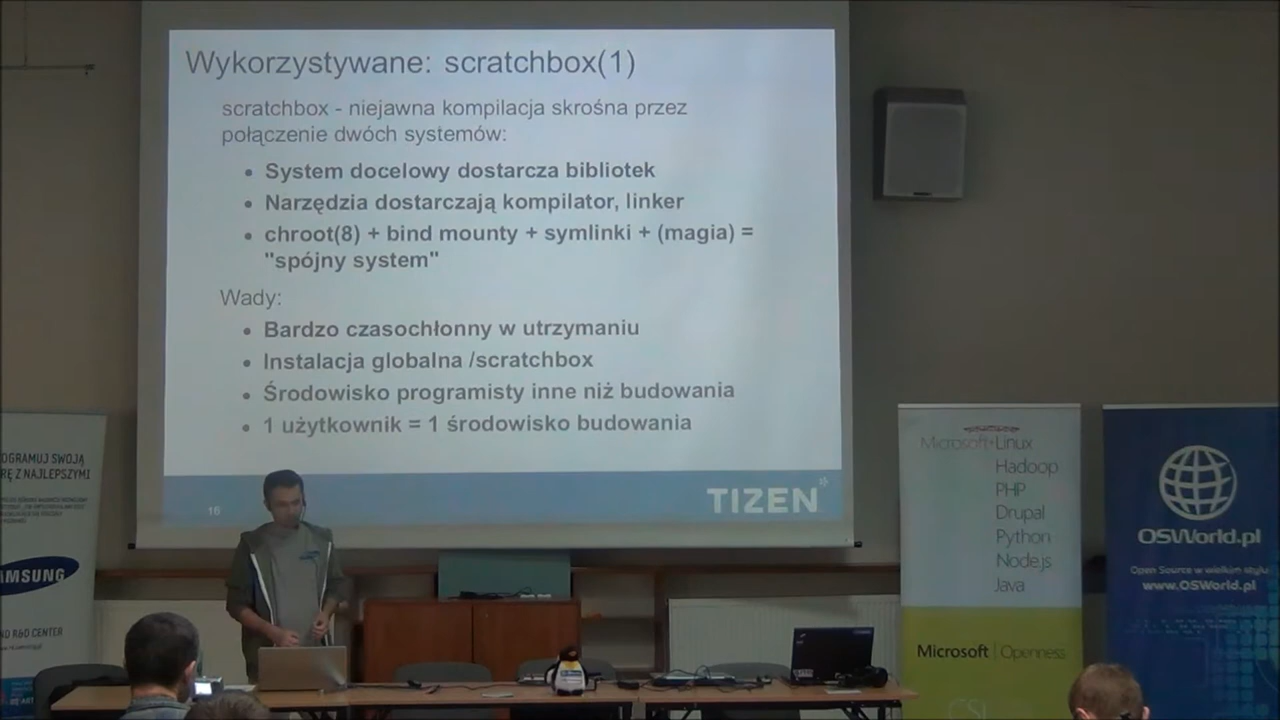 Wykorzystywane: scratchbox(1)
scratchbox - niejawna kompilacja skrośna przez
połączenie dwóch systemów:
• System docelowy dostarcza bibliotek
• Narzędzia dostarczają kompilator, linker
• chroot(8) + bind mounty + symlinki + (magia) =
"spójny system"
Wady:
• Bardzo czasochłonny w utrzymaniu
• Instalacja globalna /scratchbox
• Środowisko programisty inne niż budowania
• 1 użytkownik = 1 środowisko budowania
16
TIZEN
OGRAMUJ SWOJĄ
RĘ Z NAJLEPSZYMI
MSUNG
ND R&D CENTER
Microsoft Linux
Hadoop
PHP
Drupal
Python
Node.js
Java
Microsoft | Openness
OSWorld.pl
Open Source w wielkim stylu
www.OSWorld.pl